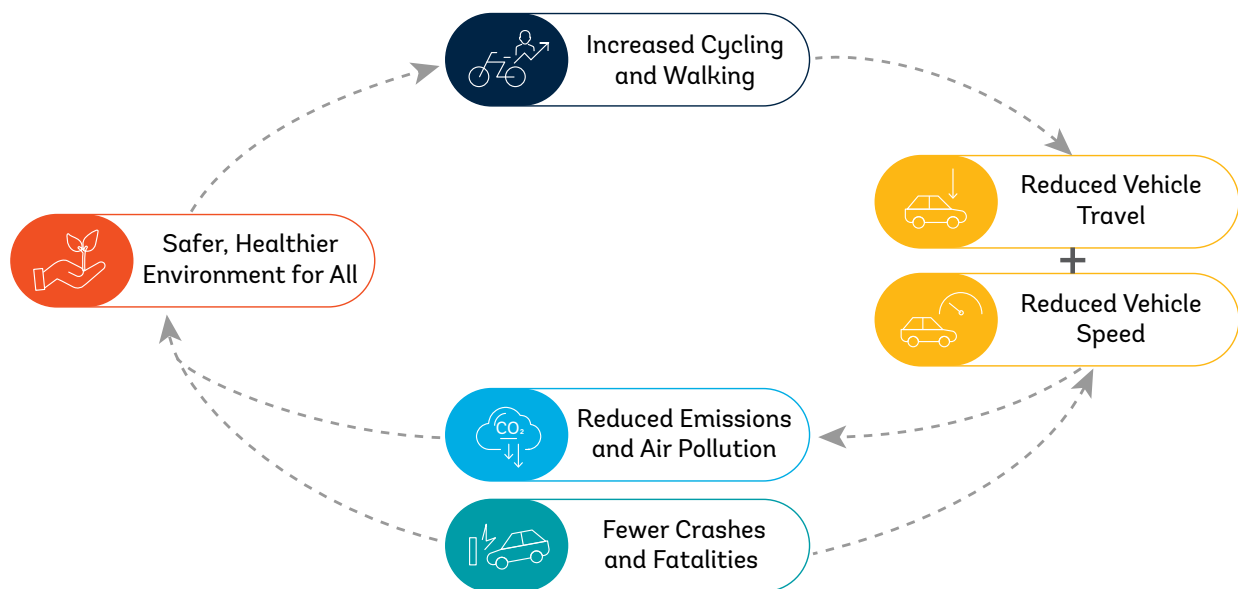 Increased Cycling
and Walking
Reduced Vehicle
Travel
+
Reduced Vehicle
Speed
Safer, Healthier
Environment for All
Reduced Emissions
and Air Pollution
CO₂
Fewer Crashes
and Fatalities